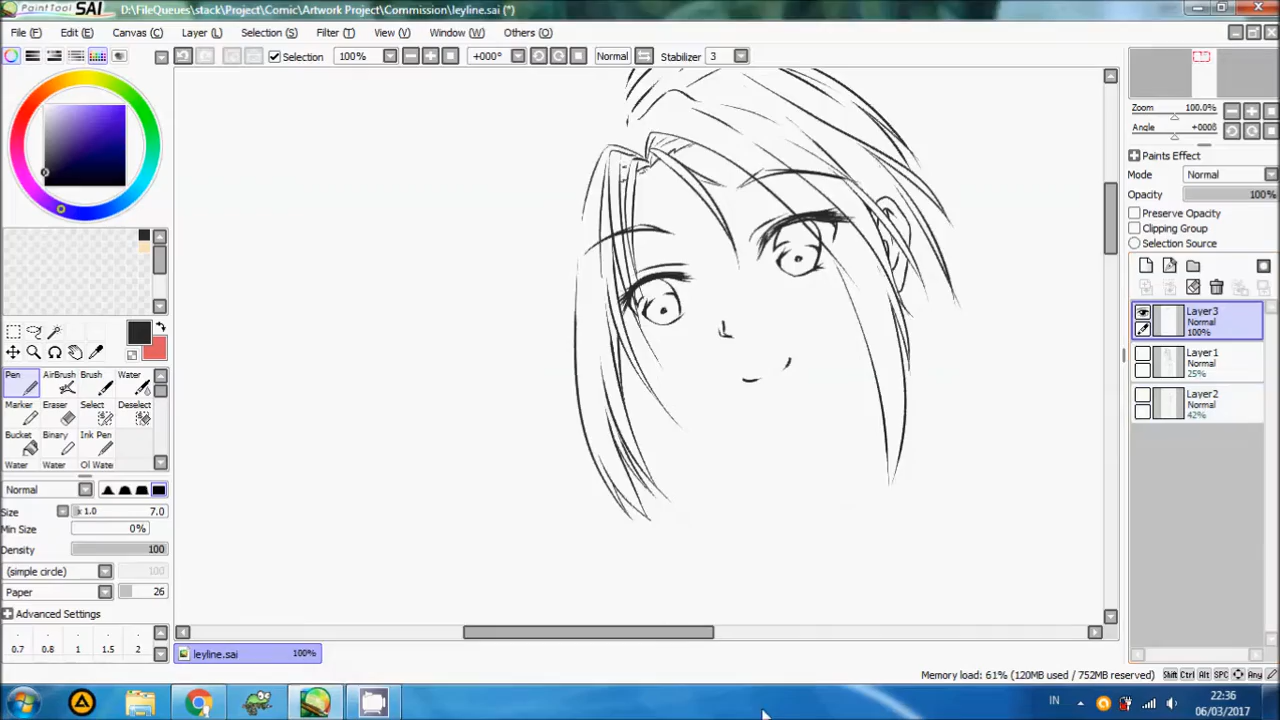 PaintTool SAI D:\FileQueues\stack\Project\Comic\Artwork Project\Commission\leyline.sai (*)
File (F) Edit (E) Canvas (C) Layer (L) Selection (S) Filter (T) View (V) Window (W) Others (O)
Selection 100% +000° Normal Stabilizer 3
Zoom 100.0%
Angle +000ß
Paints Effect
Mode Normal
Opacity 100%
Preserve Opacity
Clipping Group
Selection Source
Layer3
Normal
100%
Layer1
Normal
25%
Layer2
Normal
42%
Pen AirBrush Brush Water
Marker Eraser Select Deselect
Bucket Binary Ink Pen
Water Water Oil Water
Normal
Size x 1.0 7.0
Min Size 0%
Density 100
(simple circle) 100
Paper 26
Advanced Settings
0.7 0.8 1 1.5 2
leyline.sai 100%
Memory load: 61% (120MB used / 752MB reserved) Shift Ctrl Alt SPC Any
IN 22:36
06/03/2017